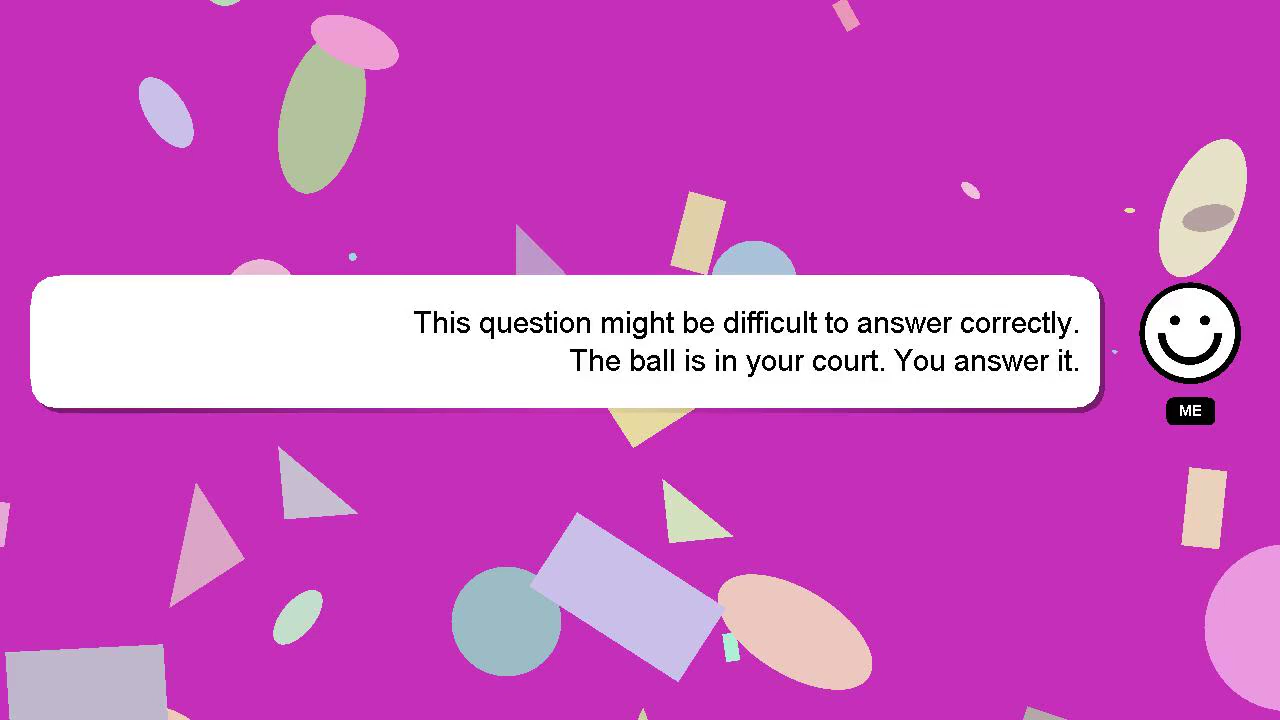 This question might be difficult to answer correctly.
The ball is in your court. You answer it.
ME